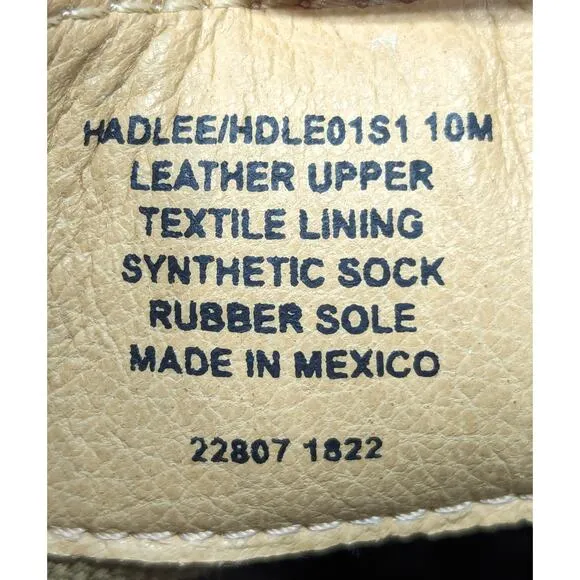 HADLEE/HDLE01S1 10M
LEATHER UPPER
TEXTILE LINING
SYNTHETIC SOCK
RUBBER SOLE
MADE IN MEXICO
22807 1822